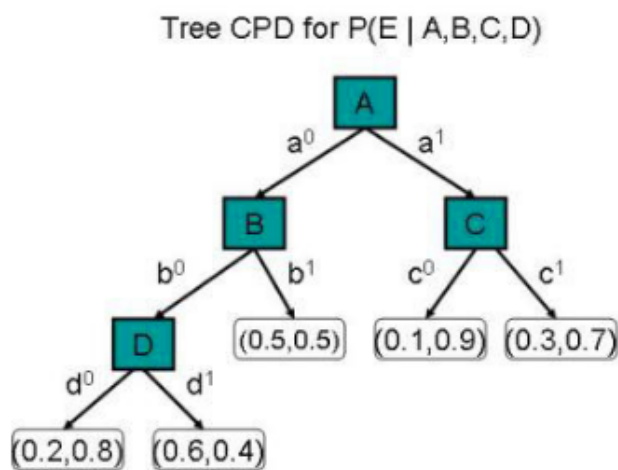 Tree CPD for P(E | A,B,C,D)
A
a⁰ a¹
B C
b⁰ b¹ c⁰ c¹
D (0.5,0.5) (0.1,0.9) (0.3,0.7)
d⁰ d¹
(0.2,0.8) (0.6,0.4)